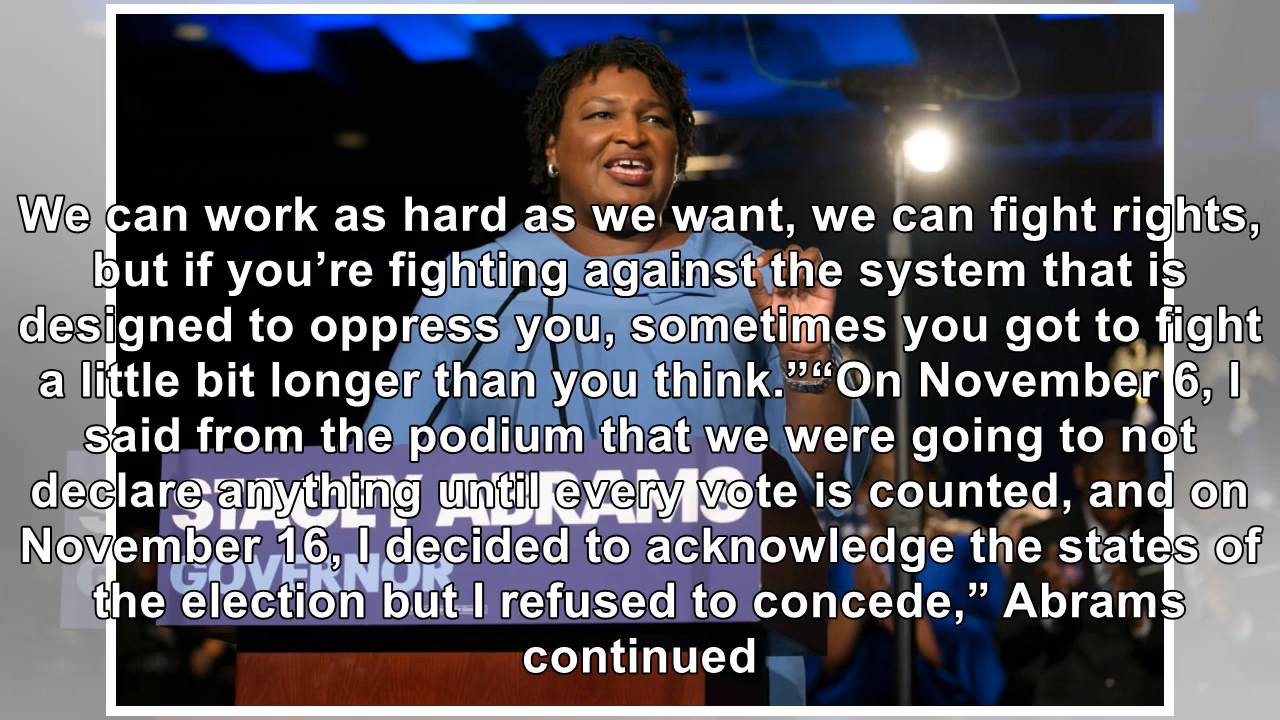 We can work as hard as we want, we can fight rights,
but if you’re fighting against the system that is
designed to oppress you, sometimes you got to fight
a little bit longer than you think.”“On November 6, I
said from the podium that we were going to not
declare anything until every vote is counted, and on
November 16, I decided to acknowledge the states of
the election but I refused to concede,” Abrams
continued
STACEY ABRAMS
GOVERNOR